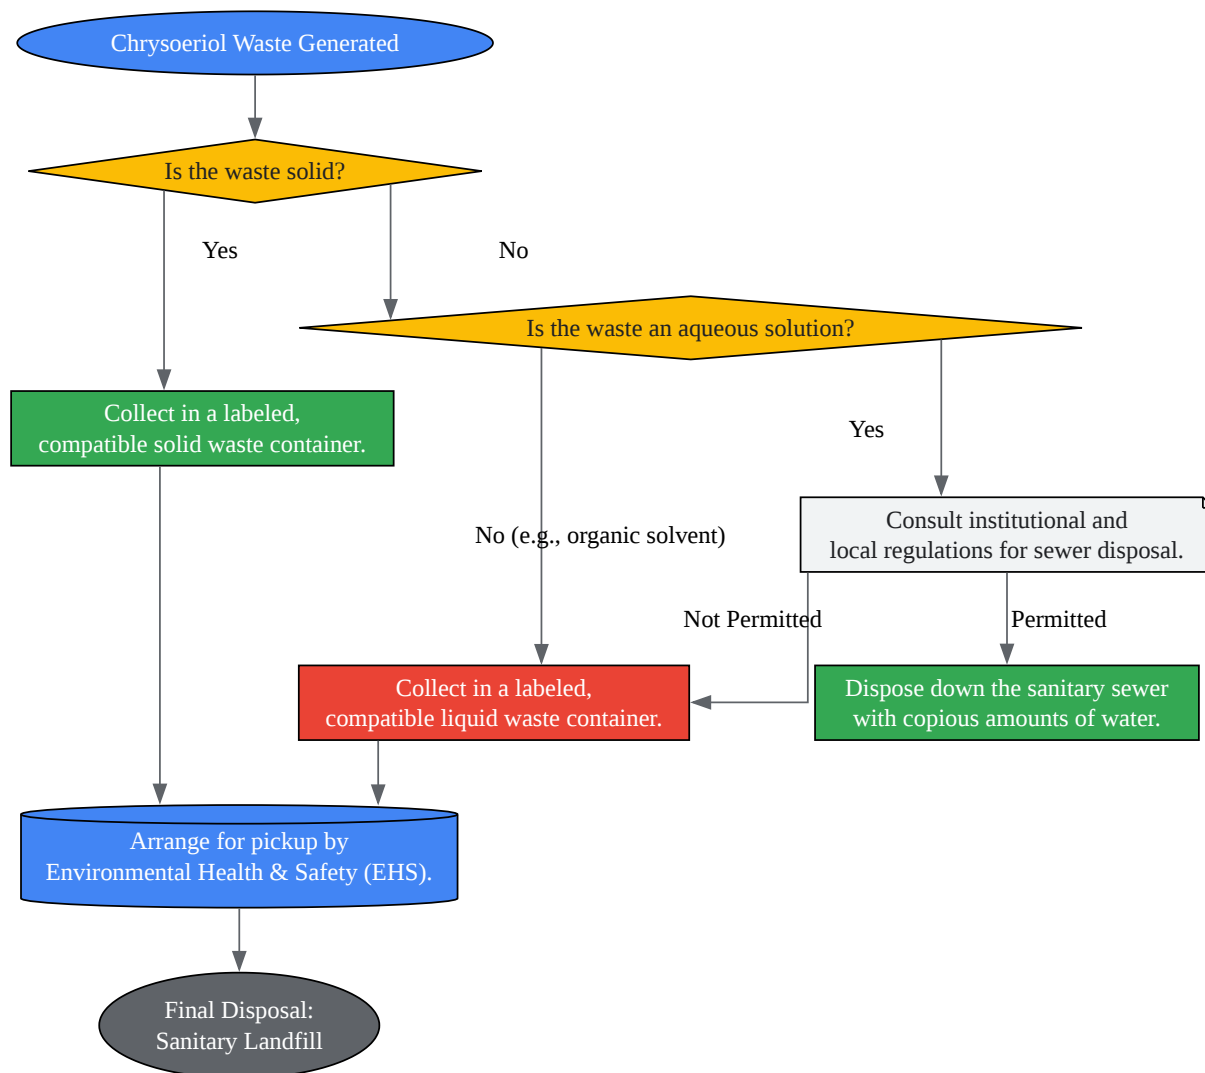 Chrysoeriol Waste Generated
Is the waste solid?
Yes
No
Is the waste an aqueous solution?
Collect in a labeled,
compatible solid waste container.
Yes
No (e.g., organic solvent)
Consult institutional and
local regulations for sewer disposal.
Not Permitted
Permitted
Collect in a labeled,
compatible liquid waste container.
Dispose down the sanitary sewer
with copious amounts of water.
Arrange for pickup by
Environmental Health & Safety (EHS).
Final Disposal:
Sanitary Landfill